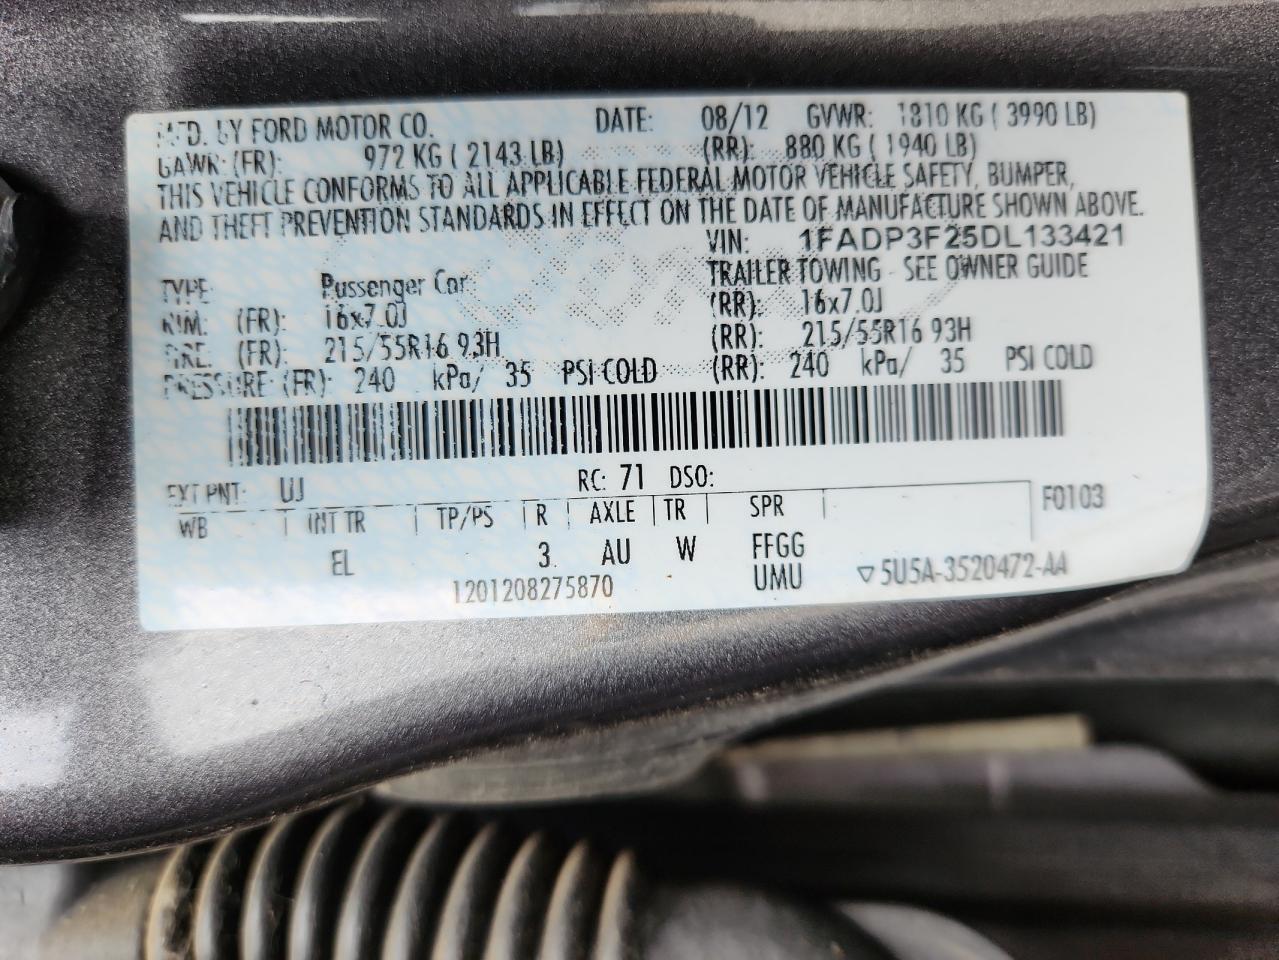 MFD. BY FORD MOTOR CO. DATE: 08/12 GVWR: 1810 KG ( 3990 LB)
GAWR (FR): 972 KG ( 2143 LB) (RR): 880 KG ( 1940 LB)
THIS VEHICLE CONFORMS TO ALL APPLICABLE FEDERAL MOTOR VEHICLE SAFETY, BUMPER,
AND THEFT PREVENTION STANDARDS IN EFFECT ON THE DATE OF MANUFACTURE SHOWN ABOVE.
VIN: 1FADP3F25DL133421
TYPE: Passenger Car TRAILER TOWING - SEE OWNER GUIDE
RIM: (FR): 16x7.0J (RR): 16x7.0J
TIRE: (FR): 215/55R16 93H (RR): 215/55R16 93H
PRESSURE (FR): 240 kPa/ 35 PSI COLD (RR): 240 kPa/ 35 PSI COLD
EXT PNT: UJ RC: 71 DSO:
WB INT TR TP/PS R AXLE TR SPR F0103
EL 3 AU W FFGG
1201208275870 UMU ▽5U5A-3520472-AA